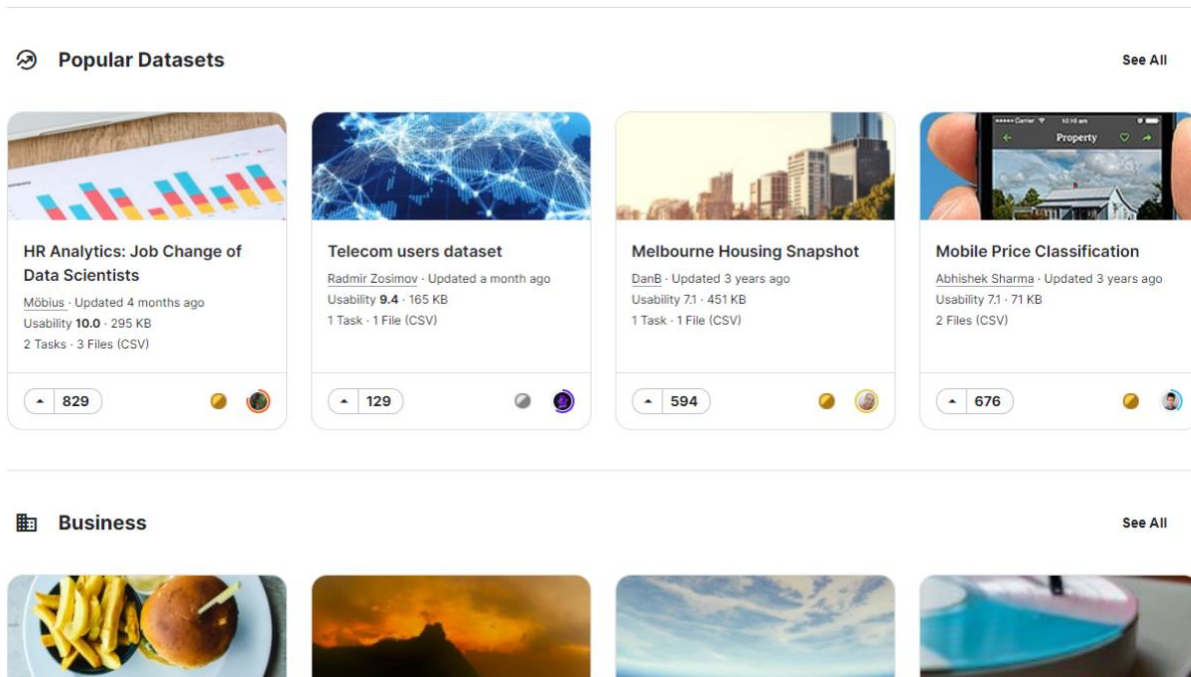 Popular Datasets
See All
Property
HR Analytics: Job Change of
Data Scientists
Möbius · Updated 4 months ago
Usability 10.0 · 295 KB
2 Tasks · 3 Files (CSV)
829
Telecom users dataset
Radmir Zosimov · Updated a month ago
Usability 9.4 · 165 KB
1 Task · 1 File (CSV)
129
Melbourne Housing Snapshot
DanB · Updated 3 years ago
Usability 7.1 · 451 KB
1 Task · 1 File (CSV)
594
Mobile Price Classification
Abhishek Sharma · Updated 3 years ago
Usability 7.1 · 71 KB
2 Files (CSV)
676
Business
See All